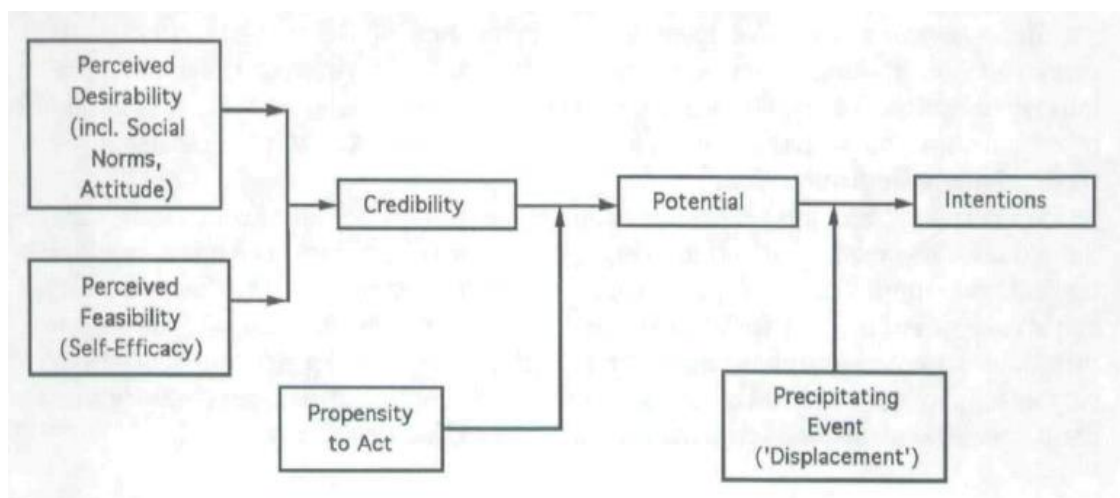 Perceived
Desirability
(incl. Social
Norms,
Attitude)
Credibility
Potential
Intentions
Perceived
Feasibility
(Self-Efficacy)
Propensity
to Act
Precipitating
Event
('Displacement')